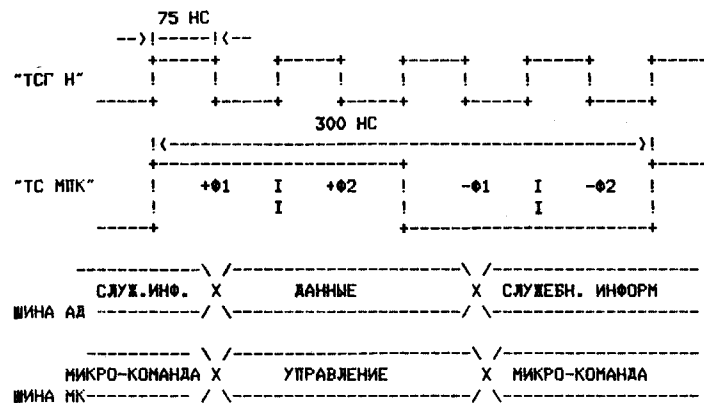 75 НС
"ТСГ Н"
300 НС
"ТС МПК" +Ф1 I +Ф2 -Ф1 I -Ф2
I I
СЛУЖ.ИНФ. X ДАННЫЕ X СЛУЖЕБН. ИНФОРМ
ШИНА АД
МИКРО-КОМАНДА X УПРАВЛЕНИЕ X МИКРО-КОМАНДА
ШИНА МК